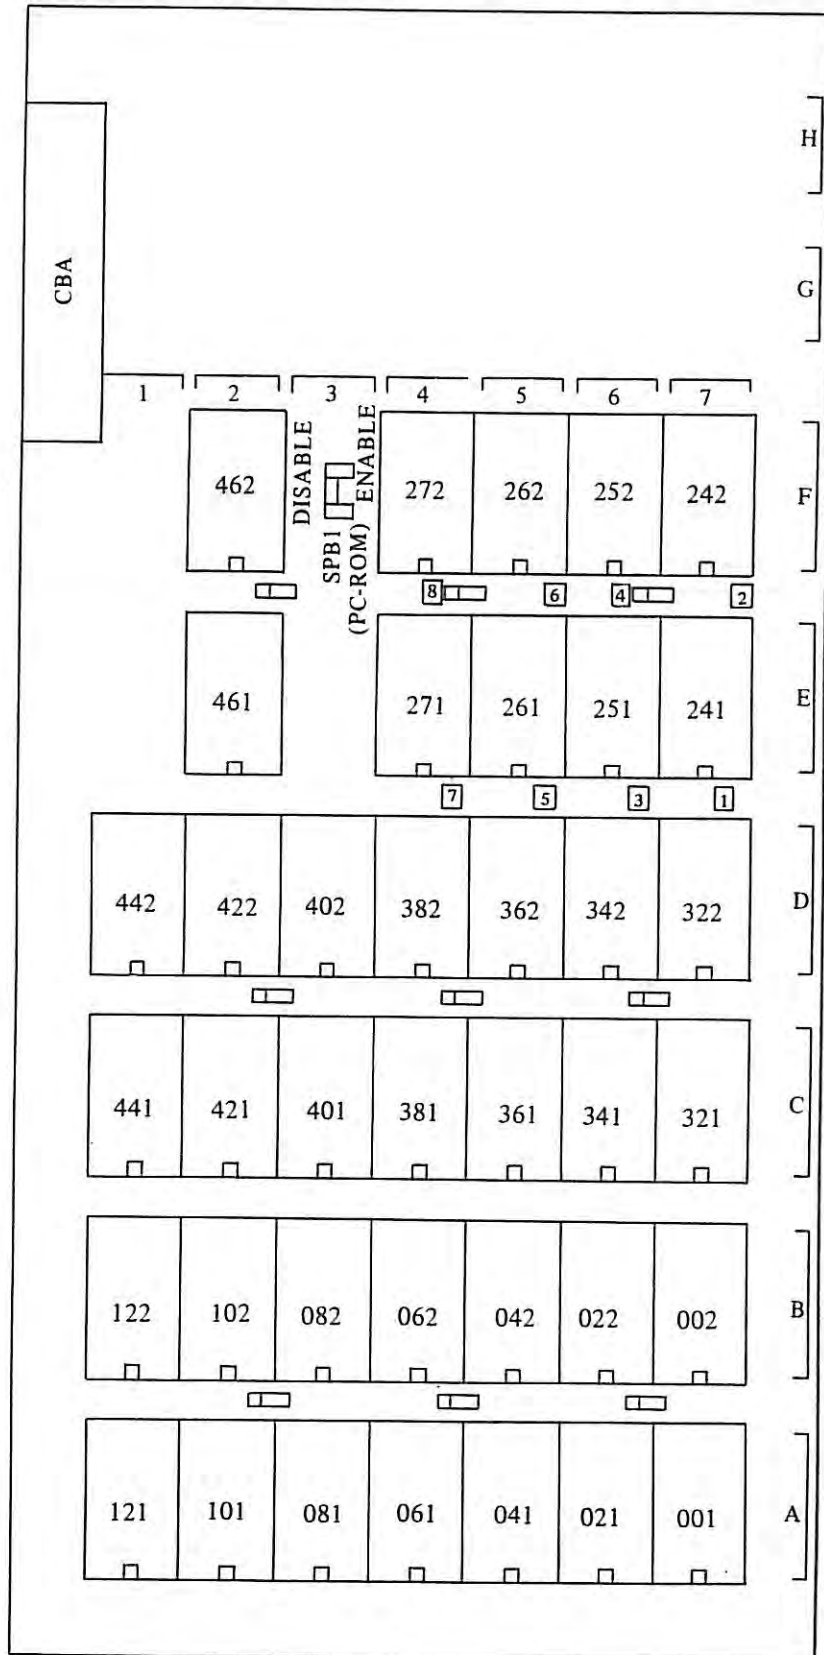 H
CBA
G
1 2 3 4 5 6 7
462 DISABLE SPB1 (PC-ROM) ENABLE 272 262 252 242 F
8 6 4 2
461 271 261 251 241 E
7 5 3 1
442 422 402 382 362 342 322 D
441 421 401 381 361 341 321 C
122 102 082 062 042 022 002 B
121 101 081 061 041 021 001 A